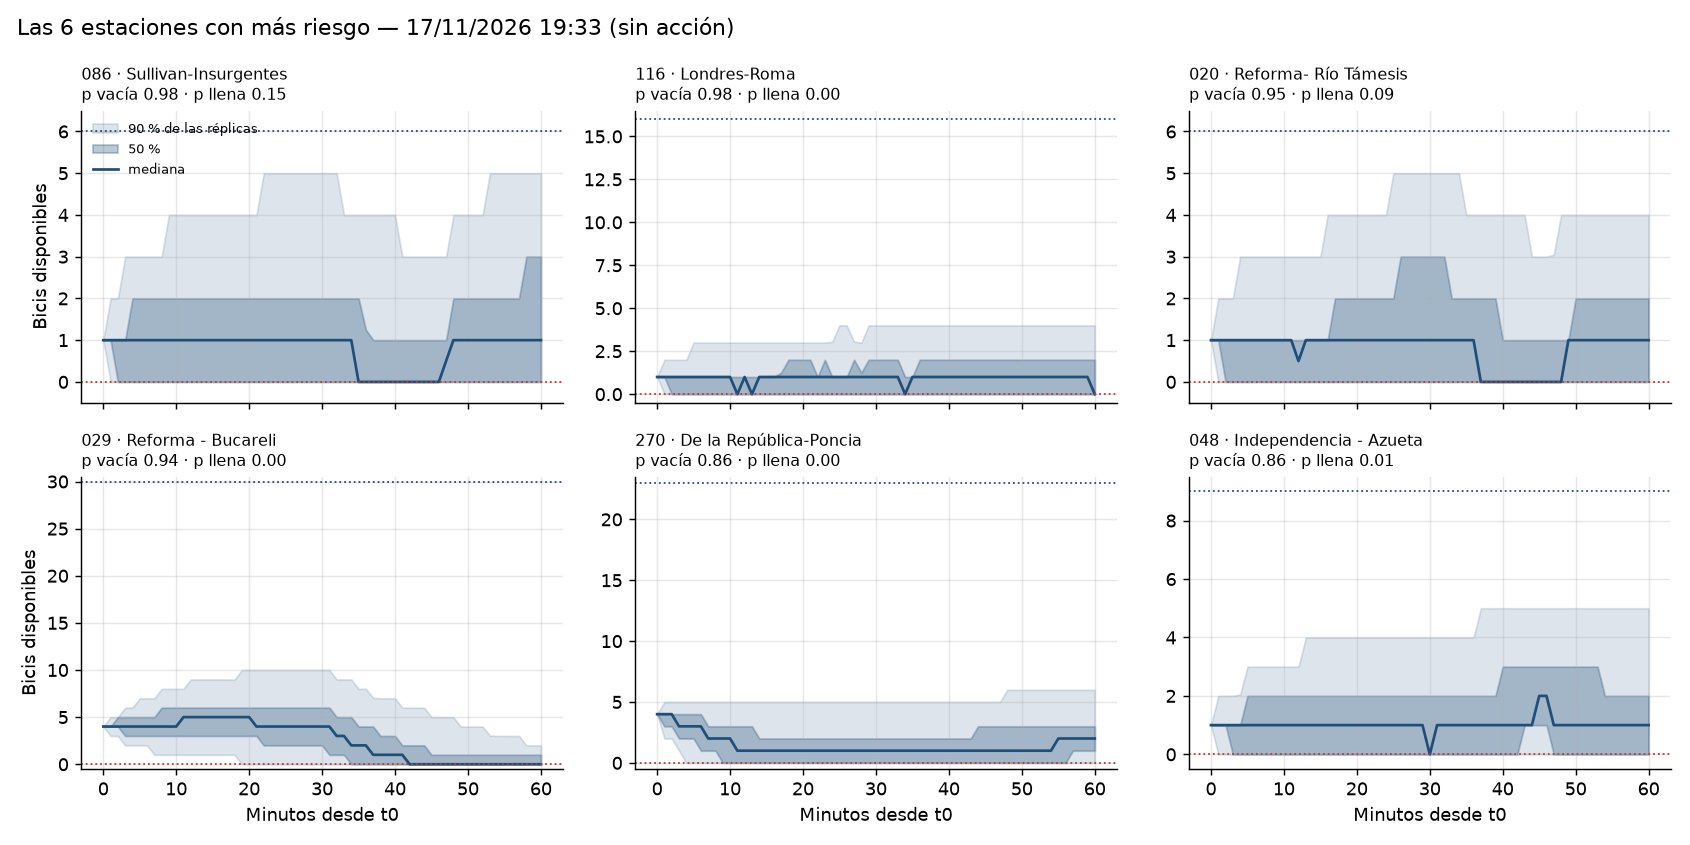 Las 6 estaciones con más riesgo — 17/11/2026 19:33 (sin acción)
086 · Sullivan-Insurgentes
p vacía 0.98 · p llena 0.15
116 · Londres-Roma
p vacía 0.98 · p llena 0.00
020 · Reforma- Río Támesis
p vacía 0.95 · p llena 0.09
90 % de las réplicas
50 %
mediana
Bicis disponibles
6
5
4
3
2
1
0
15.0
12.5
10.0
7.5
5.0
2.5
0.0
6
5
4
3
2
1
0
029 · Reforma - Bucareli
p vacía 0.94 · p llena 0.00
270 · De la República-Poncia
p vacía 0.86 · p llena 0.00
048 · Independencia - Azueta
p vacía 0.86 · p llena 0.01
Bicis disponibles
30
25
20
15
10
5
0
20
15
10
5
0
8
6
4
2
0
0 10 20 30 40 50 60
0 10 20 30 40 50 60
0 10 20 30 40 50 60
Minutos desde t0
Minutos desde t0
Minutos desde t0